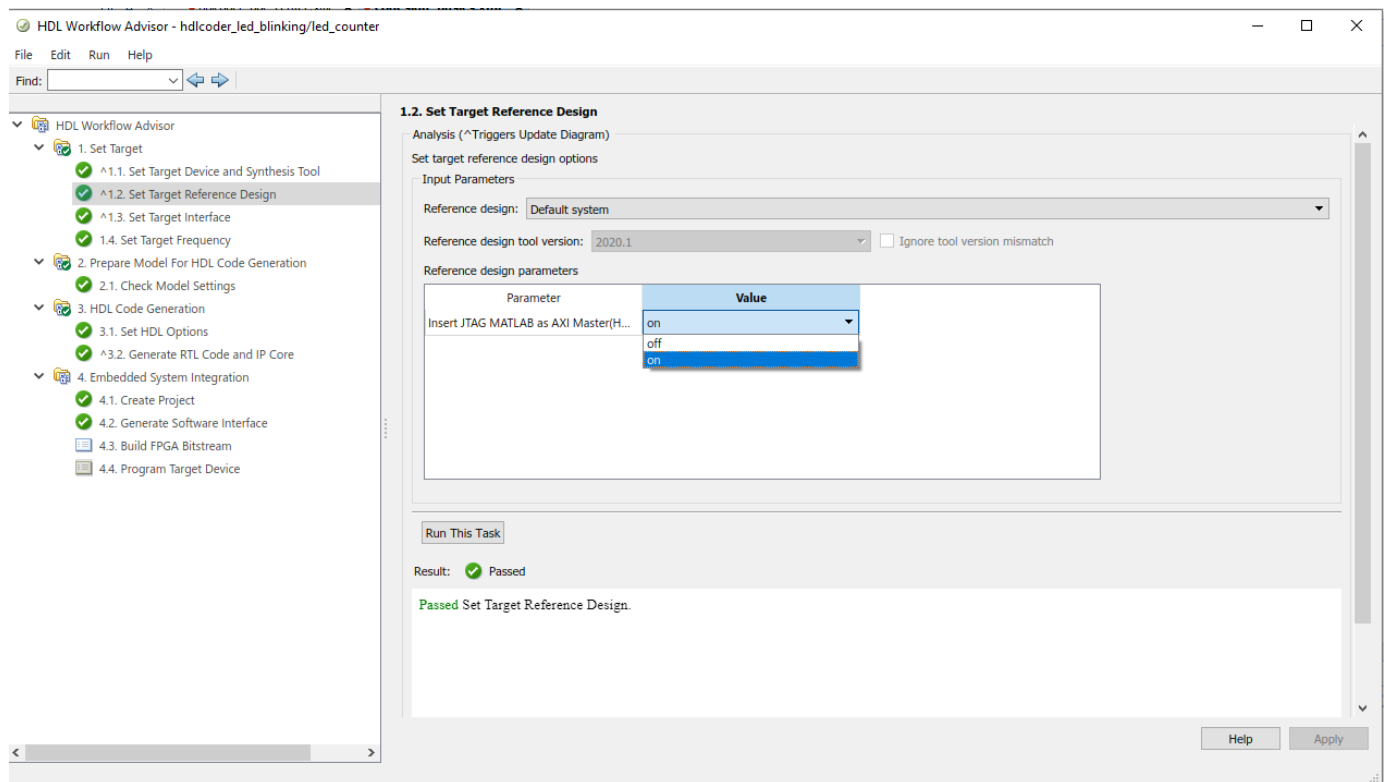 HDL Workflow Advisor - hdlcoder_led_blinking/led_counter
File Edit Run Help
Find:
HDL Workflow Advisor
1. Set Target
^1.1. Set Target Device and Synthesis Tool
^1.2. Set Target Reference Design
^1.3. Set Target Interface
1.4. Set Target Frequency
2. Prepare Model For HDL Code Generation
2.1. Check Model Settings
3. HDL Code Generation
3.1. Set HDL Options
^3.2. Generate RTL Code and IP Core
4. Embedded System Integration
4.1. Create Project
4.2. Generate Software Interface
4.3. Build FPGA Bitstream
4.4. Program Target Device
1.2. Set Target Reference Design
Analysis (^Triggers Update Diagram)
Set target reference design options
Input Parameters
Reference design: Default system
Reference design tool version: 2020.1 Ignore tool version mismatch
Reference design parameters
Parameter Value
Insert JTAG MATLAB as AXI Master(H... on
off
on
Run This Task
Result: Passed
Passed Set Target Reference Design.
Help Apply